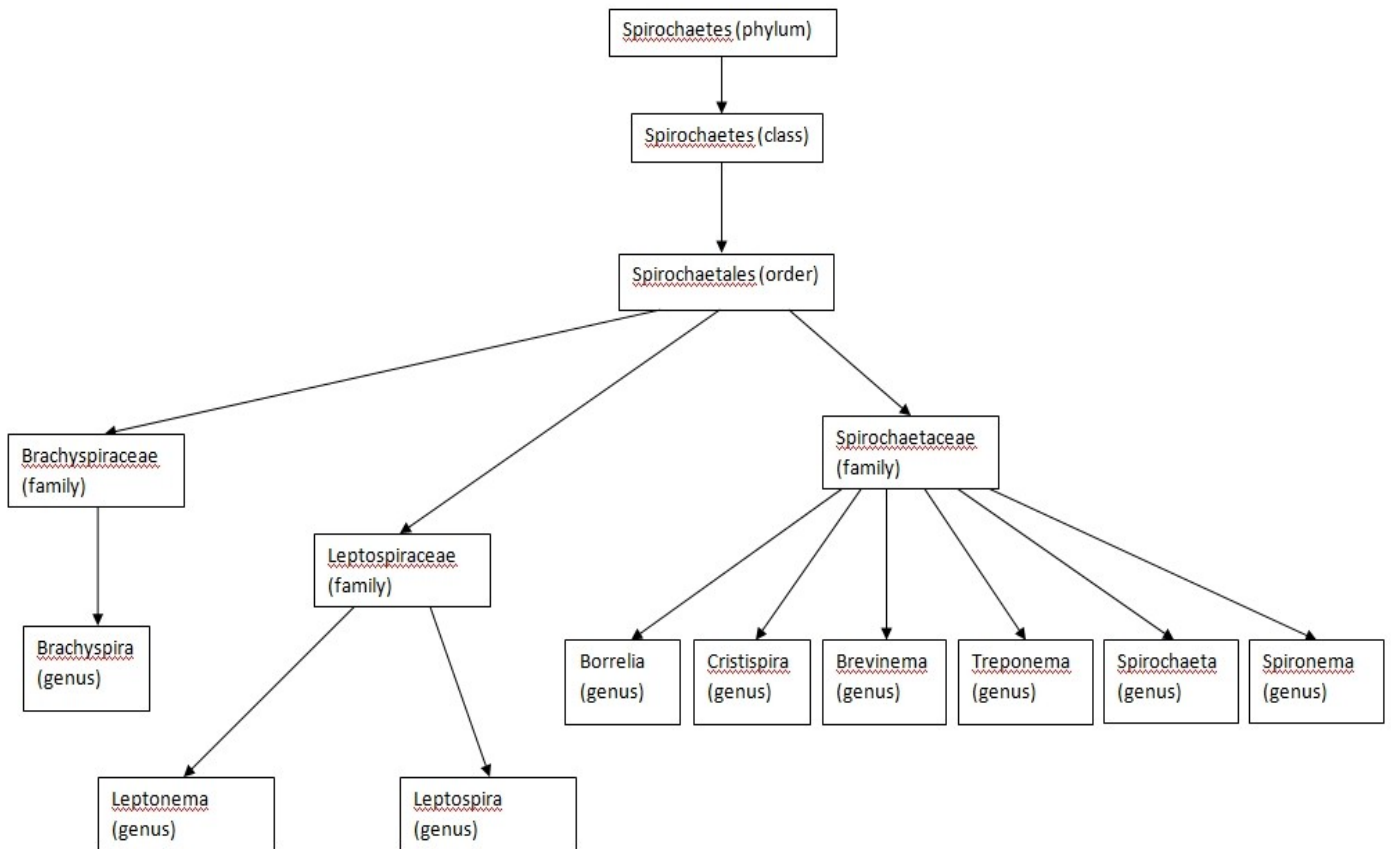 Spirochaetes (phylum)
Spirochaetes (class)
Spirochaetales (order)
Brachyspiraceae
(family)
Leptospiraceae
(family)
Spirochaetaceae
(family)
Brachyspira
(genus)
Leptonema
(genus)
Leptospira
(genus)
Borrelia
(genus)
Cristispira
(genus)
Brevinema
(genus)
Treponema
(genus)
Spirochaeta
(genus)
Spironema
(genus)